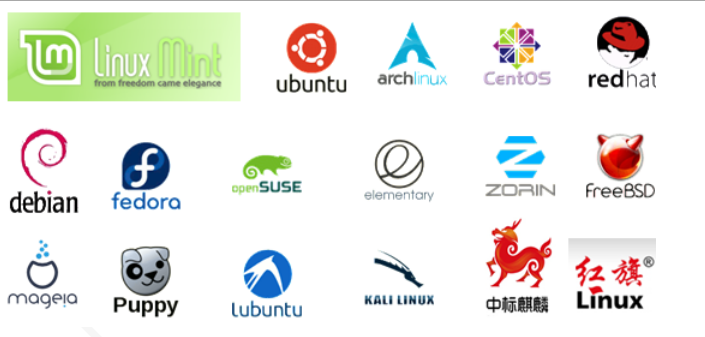 Linux Mint
from freedom came elegance
ubuntu
archlinux
CentOS
redhat
debian
fedora
openSUSE
elementary
ZORIN
FreeBSD
mageia
Puppy
Lubuntu
KALI LINUX
中标麒麟
红旗®
Linux